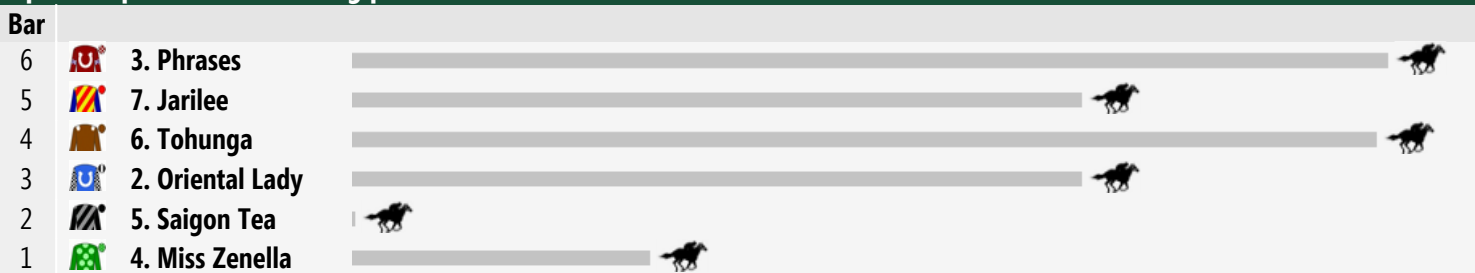 Bar
6 3. Phrases
5 7. Jarilee
4 6. Tohunga
3 2. Oriental Lady
2 5. Saigon Tea
1 4. Miss Zenella